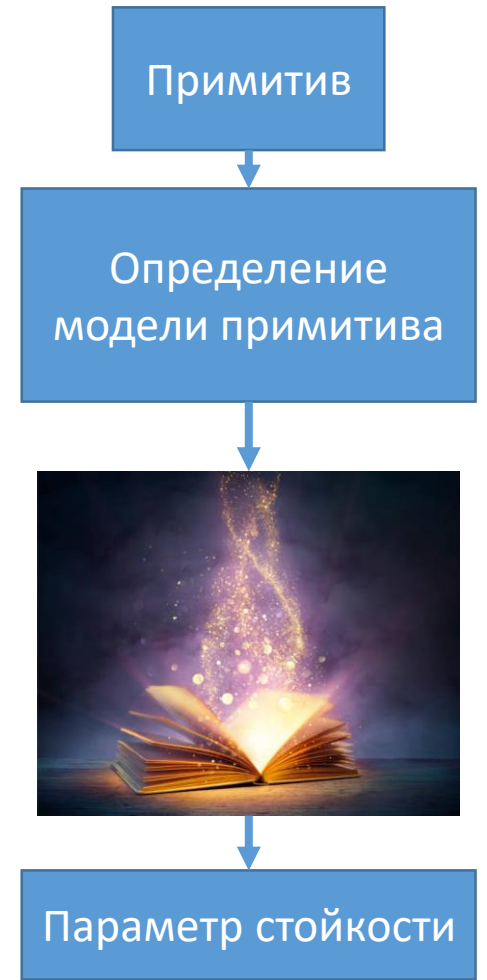 Примитив
Определение
модели примитива
Параметр стойкости